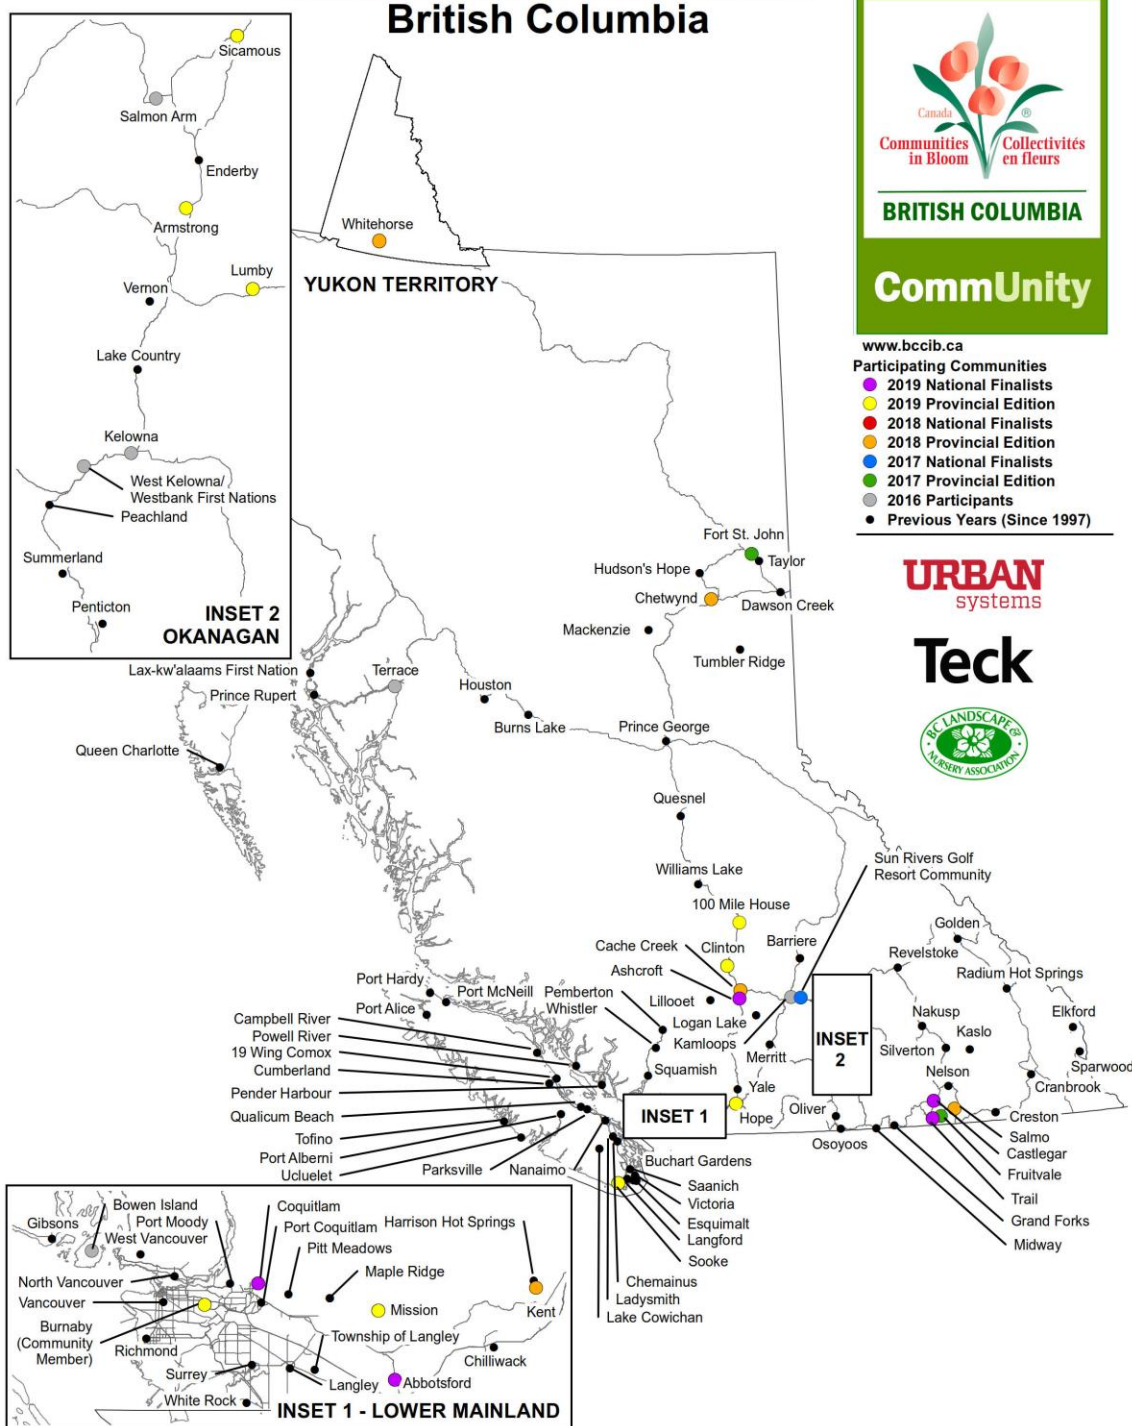 British Columbia
Sicamous
Salmon Arm
Enderby
Armstrong
Lumby
Vernon
Lake Country
Kelowna
West Kelowna/
Westbank First Nations
Peachland
Summerland
Penticton
INSET 2
OKANAGAN
Whitehorse
YUKON TERRITORY
Canada
®
Communities
in Bloom
Collectivités
en fleurs
BRITISH COLUMBIA
CommUnity
www.bccib.ca
Participating Communities
2019 National Finalists
2019 Provincial Edition
2018 National Finalists
2018 Provincial Edition
2017 National Finalists
2017 Provincial Edition
2016 Participants
Previous Years (Since 1997)
URBAN
systems
Teck
BC LANDSCAPE &
NURSERY ASSOCIATION
Fort St. John
Taylor
Hudson's Hope
Chetwynd
Dawson Creek
Mackenzie
Tumbler Ridge
Lax-kw'alaams First Nation
Terrace
Prince Rupert
Houston
Burns Lake
Prince George
Queen Charlotte
Quesnel
Williams Lake
Sun Rivers Golf
Resort Community
100 Mile House
Golden
Cache Creek
Clinton
Barriere
Revelstoke
Ashcroft
Radium Hot Springs
Port Hardy
Port McNeill
Pemberton
Port Alice
Whistler
Lillooet
Logan Lake
Kamloops
Merritt
INSET
2
Nakusp
Kaslo
Elkford
Silverton
Sparwood
Campbell River
Powell River
19 Wing Comox
Cumberland
Pender Harbour
Qualicum Beach
Tofino
Port Alberni
Ucluelet
Squamish
Yale
Nelson
Cranbrook
INSET 1
Hope
Oliver
Osoyoos
Creston
Salmo
Castlegar
Fruitvale
Trail
Grand Forks
Midway
Parksville
Nanaimo
Buchart Gardens
Saanich
Victoria
Esquimalt
Langford
Sooke
Chemainus
Ladysmith
Lake Cowichan
Gibsons
Bowen Island
Port Moody
West Vancouver
Coquitlam
Port Coquitlam
Harrison Hot Springs
Pitt Meadows
Maple Ridge
North Vancouver
Vancouver
Burnaby
(Community
Member)
Richmond
Mission
Kent
Township of Langley
Chilliwack
Surrey
Langley
Abbotsford
White Rock
INSET 1 - LOWER MAINLAND